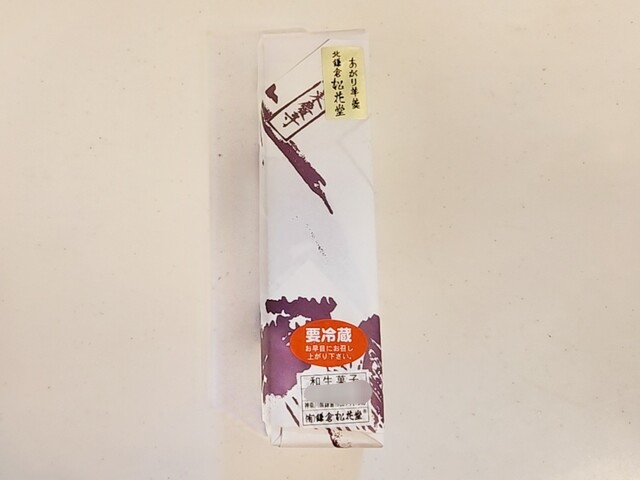 あがり羊羹
北鎌倉 松花堂
要冷蔵
お早目にお召し
上がり下さい。
和生菓子
㈲鎌倉松花堂